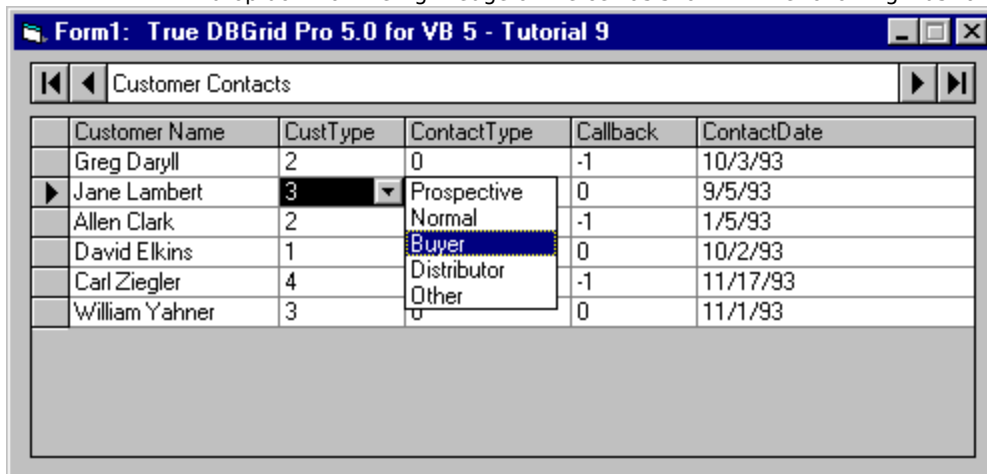 Form1: True DBGrid Pro 5.0 for VB 5 - Tutorial 9
Customer Contacts
Customer Name CustType ContactType Callback ContactDate
Greg Daryll 2 0 -1 10/3/93
Jane Lambert 3 Prospective 0 9/5/93
Allen Clark 2 Normal -1 1/5/93
David Elkins 1 Buyer 0 10/2/93
Distributor
Carl Ziegler 4 Other -1 11/17/93
William Yahner 3 0 0 11/1/93